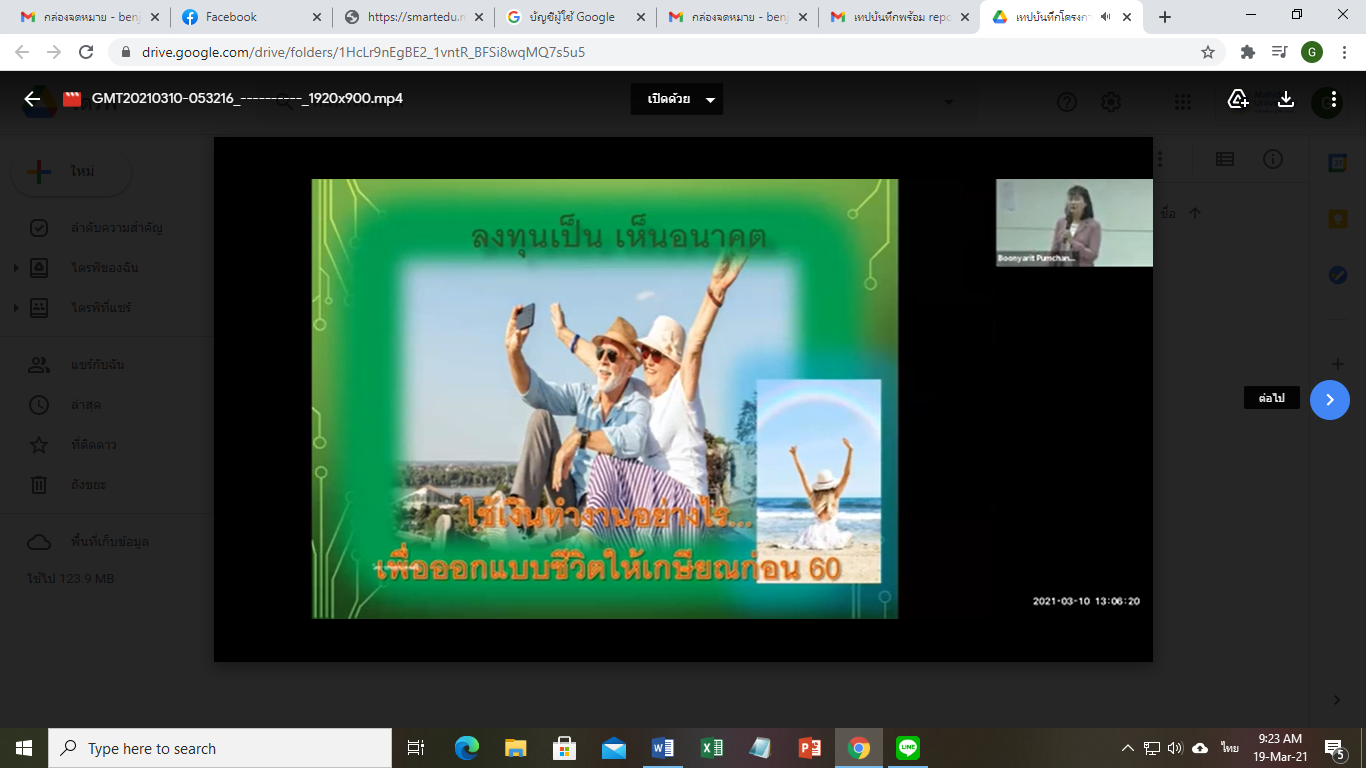 กล่องจดหมาย - benj
Facebook
https://smartedu.r
บัญชีผู้ใช้ Google
กล่องจดหมาย - benj
เทปบันทึกพร้อม repo
เทปบันทึกโครงกา
drive.google.com/drive/folders/1HcLr9nEgBE2_1vntR_BFSi8wqMQ7s5u5
G
GMT20210310-053216_----------_1920x900.mp4
เปิดด้วย
ใหม่
ลำดับความสำคัญ
ไดรฟ์ของฉัน
ไดรฟ์ที่แชร์
แชร์กับฉัน
ล่าสุด
ที่ติดดาว
ถังขยะ
พื้นที่เก็บข้อมูล
ใช้ไป 123.9 MB
ชื่อ
ลงทุนเป็น เห็นอนาคต
ใช้เงินทำงานอย่างไร...
เพื่อออกแบบชีวิตให้เกษียณก่อน 60
Boonyarit Pumchan...
2021-03-10 13:06:20
ต่อไป
Type here to search
ไทย
9:23 AM
19-Mar-21
5